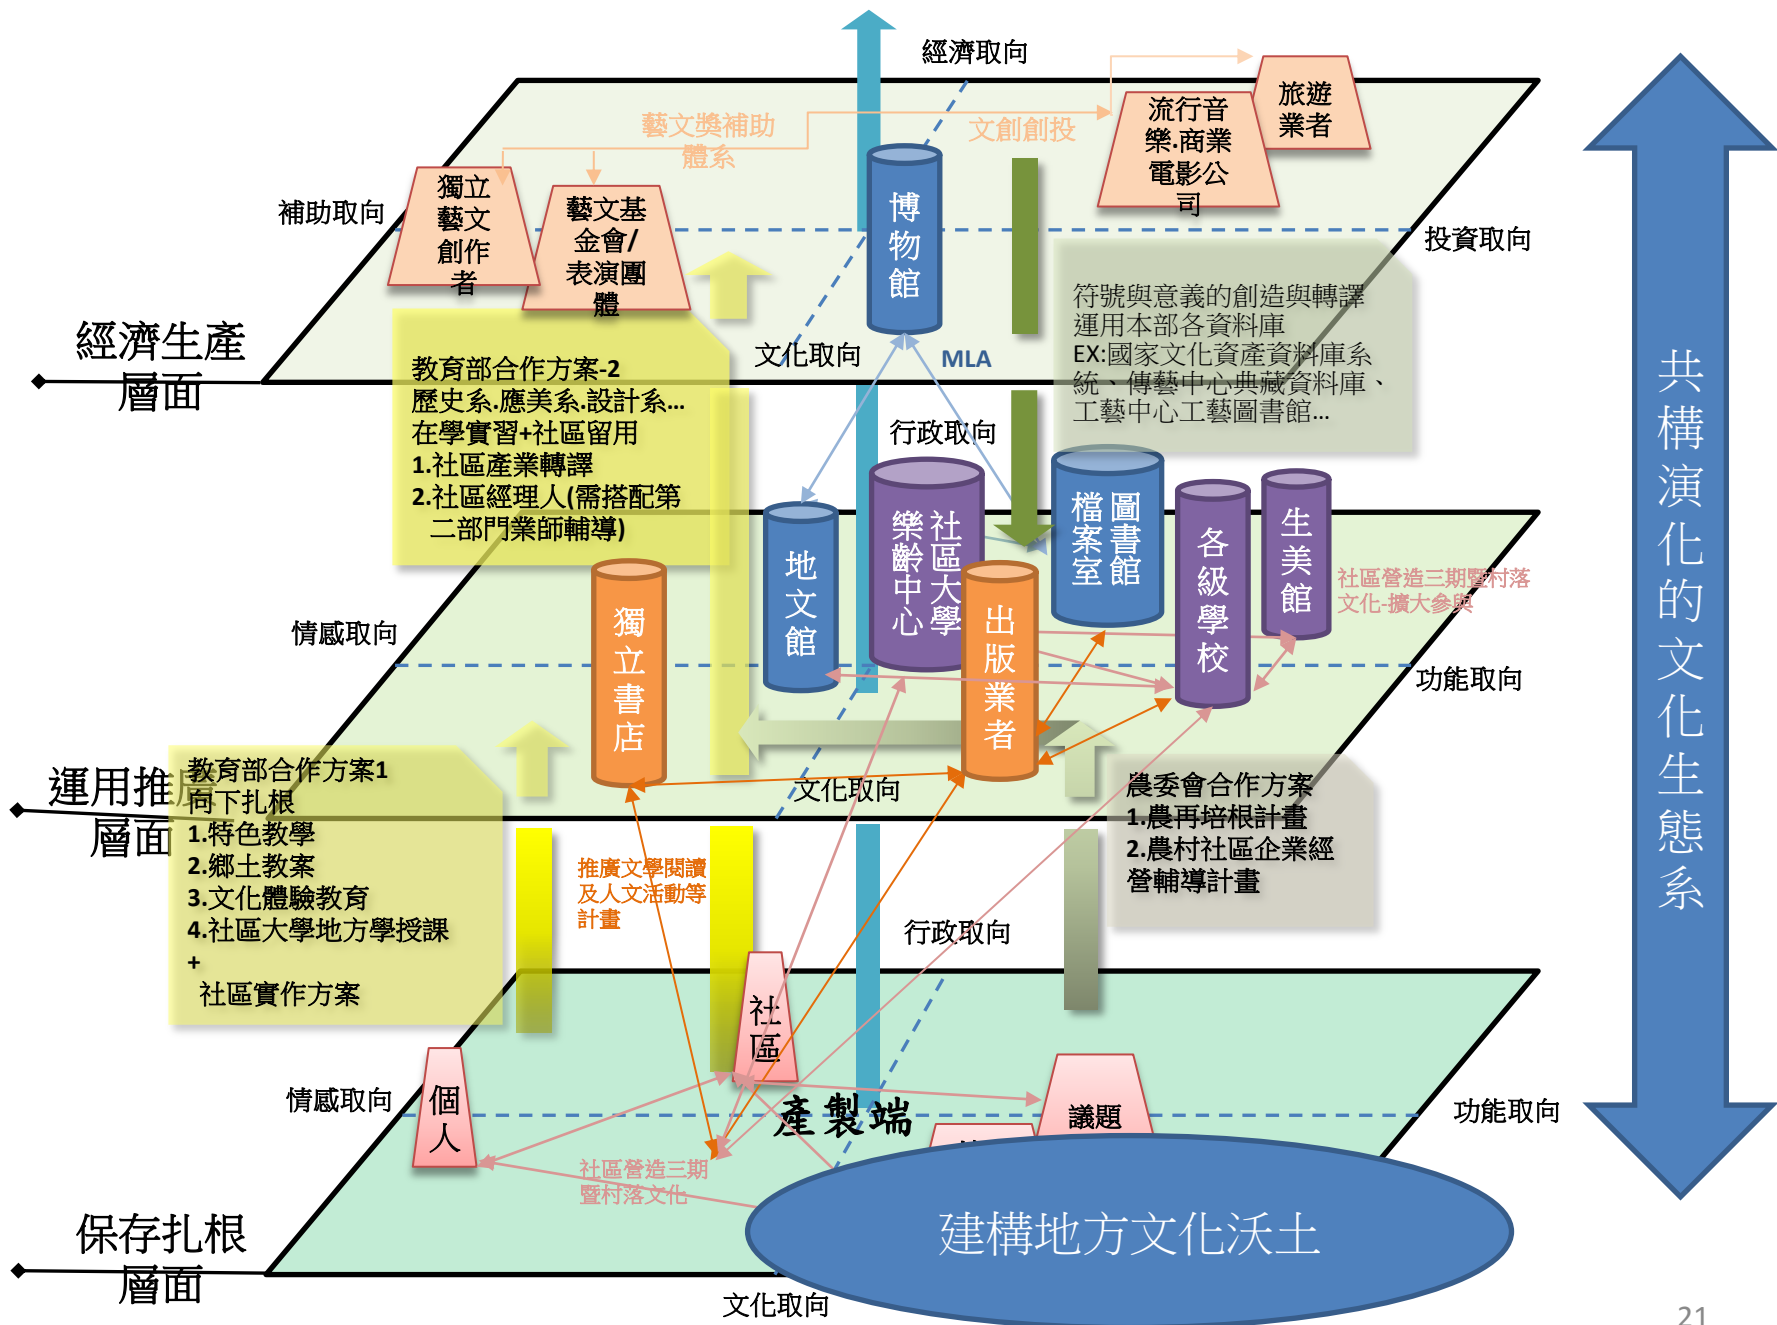 經濟取向
藝文獎補助
體系
文創創投
旅遊
業者
流行音
樂.商業
電影公
司
獨立
藝文
創作
者
藝文基
金會/
表演團
體
博物館
補助取向
投資取向
經濟生產
層面
教育部合作方案-2
歷史系.應美系.設計系...
在學實習+社區留用
1.社區產業轉譯
2.社區經理人(需搭配第
二部門業師輔導)
文化取向
MLA
符號與意義的創造與轉譯
運用本部各資料庫
EX:國家文化資產資料庫系
統、傳藝中心典藏資料庫、
工藝中心工藝圖書館...
行政取向
地文館
社區大學
樂齡中心
圖書館
檔案室
各級學校
生美館
獨立書店
出版業者
社區營造三期暨村落
文化-擴大參與
情感取向
功能取向
運用推廣
層面
教育部合作方案1
向下扎根
1.特色教學
2.鄉土教案
3.文化體驗教育
4.社區大學地方學授課
+
社區實作方案
文化取向
農委會合作方案
1.農再培根計畫
2.農村社區企業經
營輔導計畫
推廣文學閱讀
及人文活動等
計畫
行政取向
社區
個人
議題
情感取向
功能取向
產製端
社區營造三期
暨村落文化
保存扎根
層面
建構地方文化沃土
文化取向
共構演化的文化生態系
21